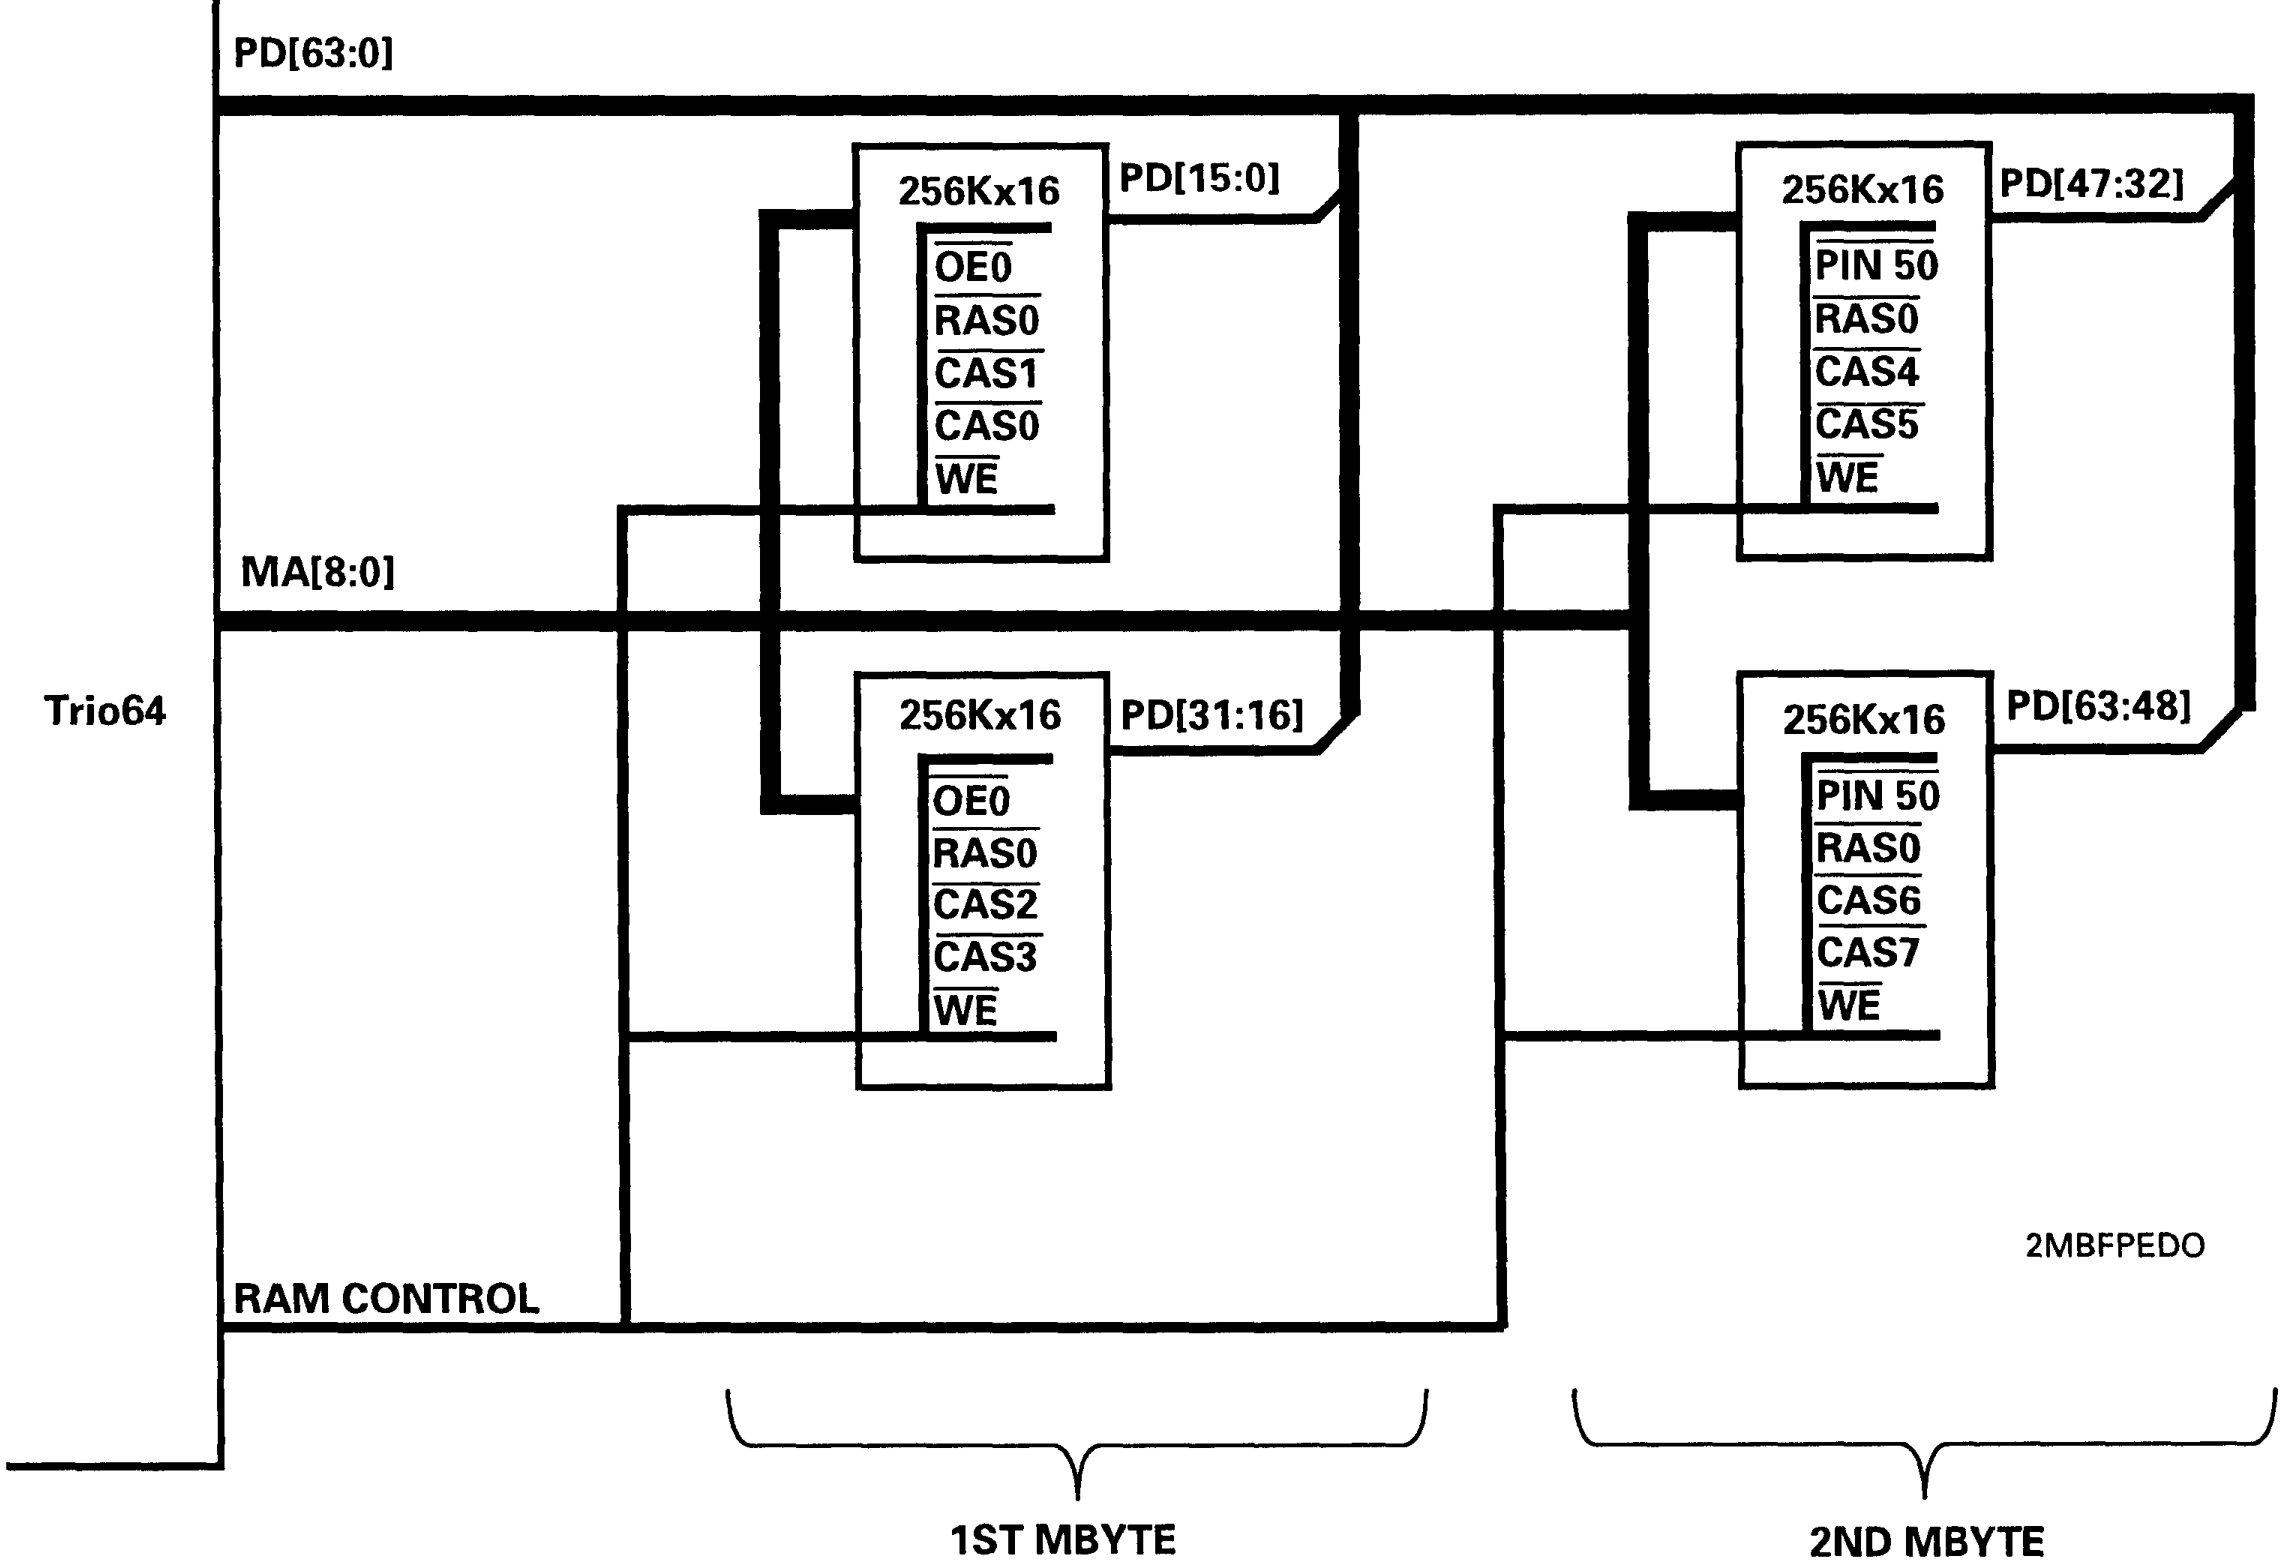 PD[63:0]
256Kx16
PD[15:0]
OE0
RAS0
CAS1
CAS0
WE
256Kx16
PD[47:32]
PIN 50
RAS0
CAS4
CAS5
WE
MA[8:0]
Trio64
256Kx16
PD[31:16]
OE0
RAS0
CAS2
CAS3
WE
256Kx16
PD[63:48]
PIN 50
RAS0
CAS6
CAS7
WE
2MBFPEDO
RAM CONTROL
1ST MBYTE
2ND MBYTE